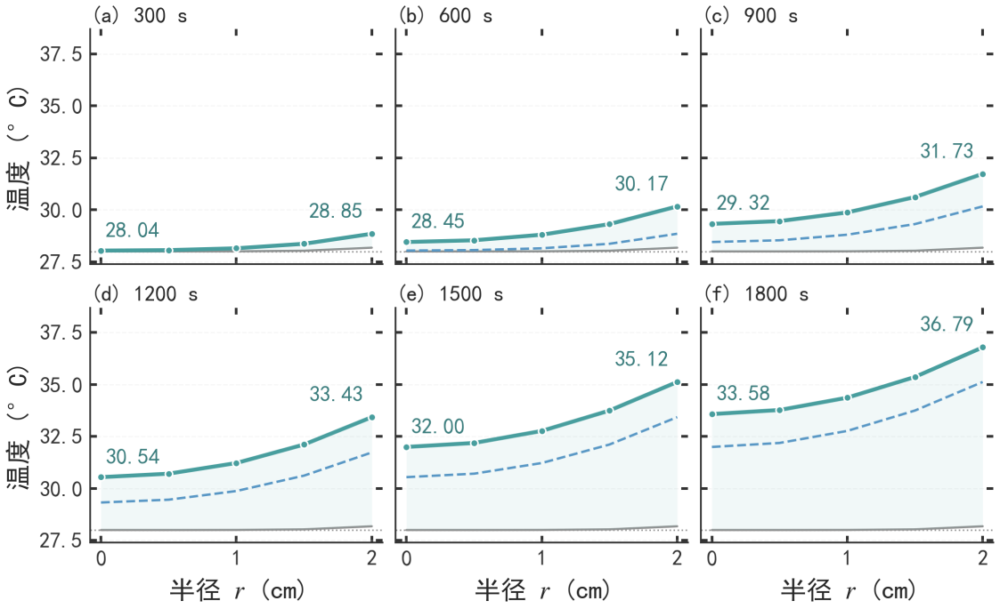 (a) 300 s
(b) 600 s
(c) 900 s
温度 (° C)
37.5
35.0
32.5
30.0
27.5
28.04
28.85
28.45
30.17
29.32
31.73
(d) 1200 s
(e) 1500 s
(f) 1800 s
温度 (° C)
37.5
35.0
32.5
30.0
27.5
30.54
33.43
32.00
35.12
33.58
36.79
0 1 2
0 1 2
0 1 2
半径 r (cm)
半径 r (cm)
半径 r (cm)